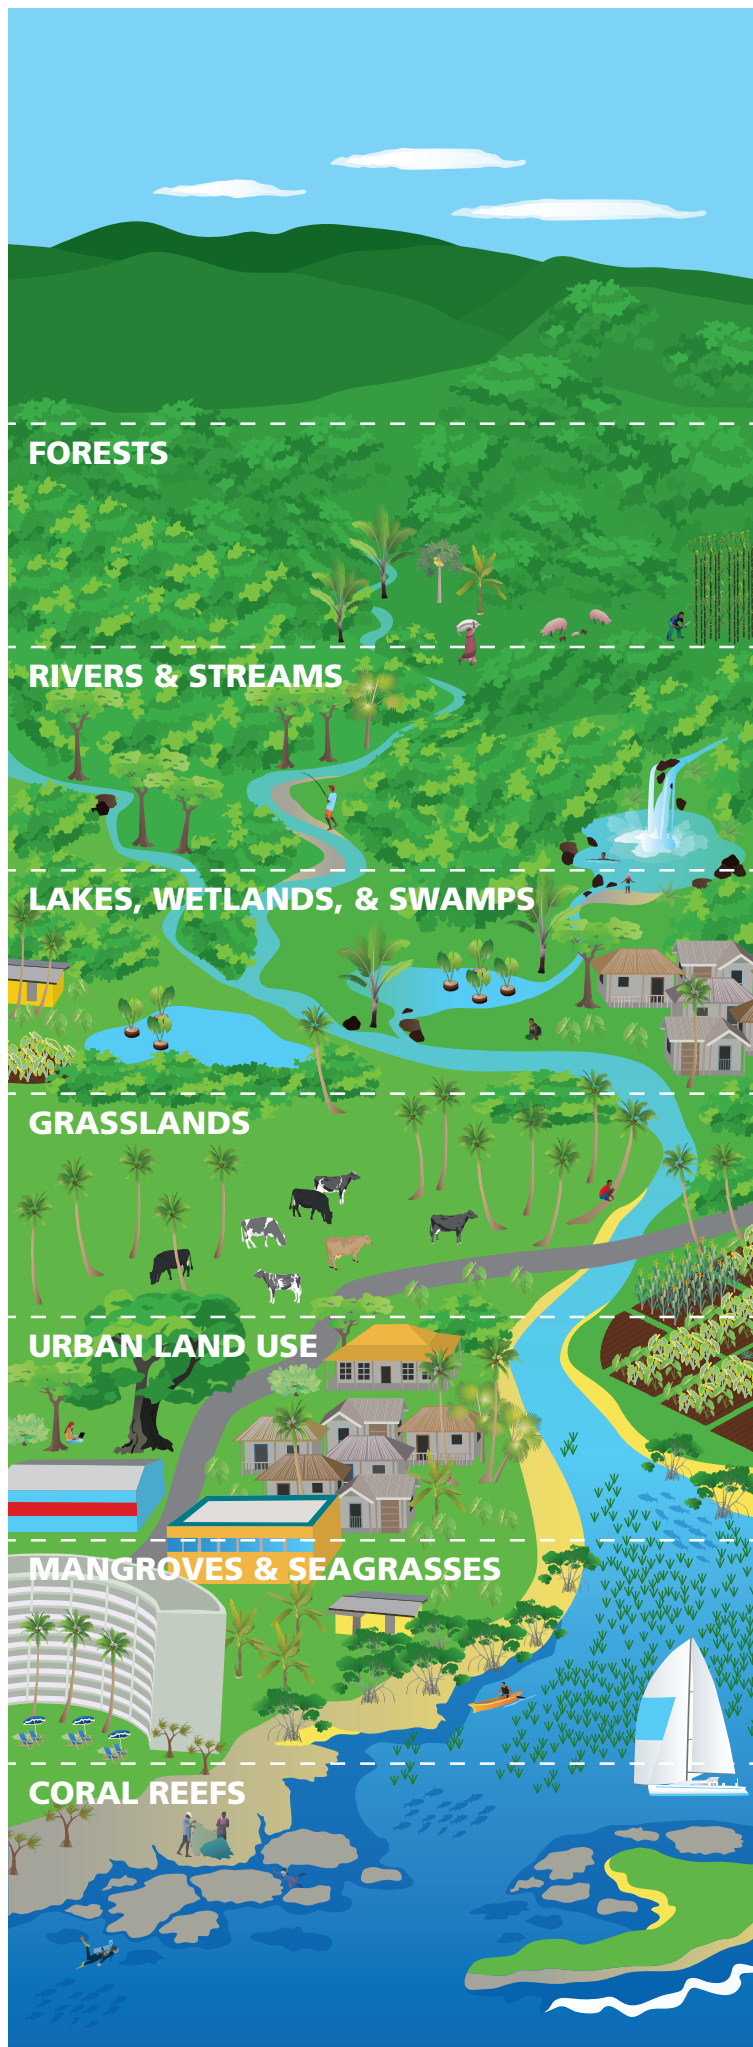 FORESTS
RIVERS & STREAMS
LAKES, WETLANDS, & SWAMPS
GRASSLANDS
URBAN LAND USE
MANGROVES & SEAGRASSES
CORAL REEFS